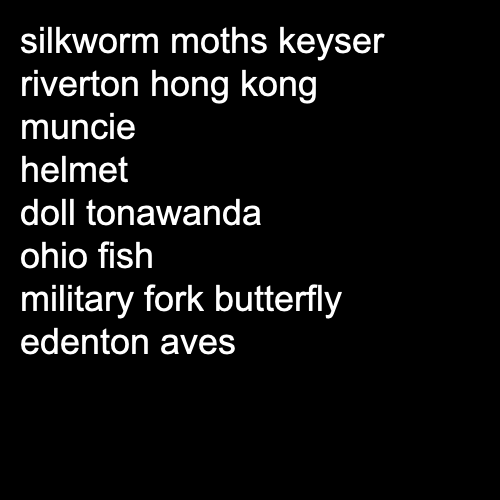 silkworm moths keyser
riverton hong kong
muncie
helmet
doll tonawanda
ohio fish
military fork butterfly
edenton aves